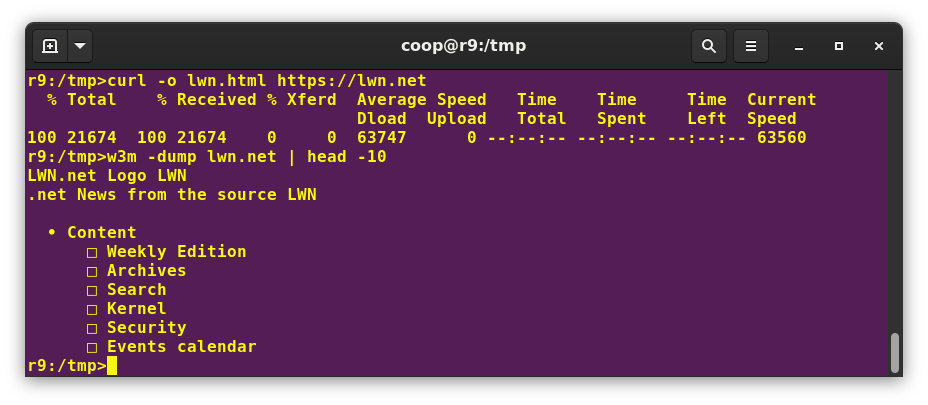 coop@r9:/tmp
r9:/tmp>curl -o lwn.html https://lwn.net
  % Total    % Received % Xferd  Average Speed   Time    Time     Time  Current
                                 Dload  Upload   Total   Spent    Left  Speed
100 21674  100 21674    0     0  63747      0 --:--:-- --:--:-- --:--:-- 63560
r9:/tmp>w3m -dump lwn.net | head -10
LWN.net Logo LWN
.net News from the source LWN

  • Content
      □ Weekly Edition
      □ Archives
      □ Search
      □ Kernel
      □ Security
      □ Events calendar
r9:/tmp>